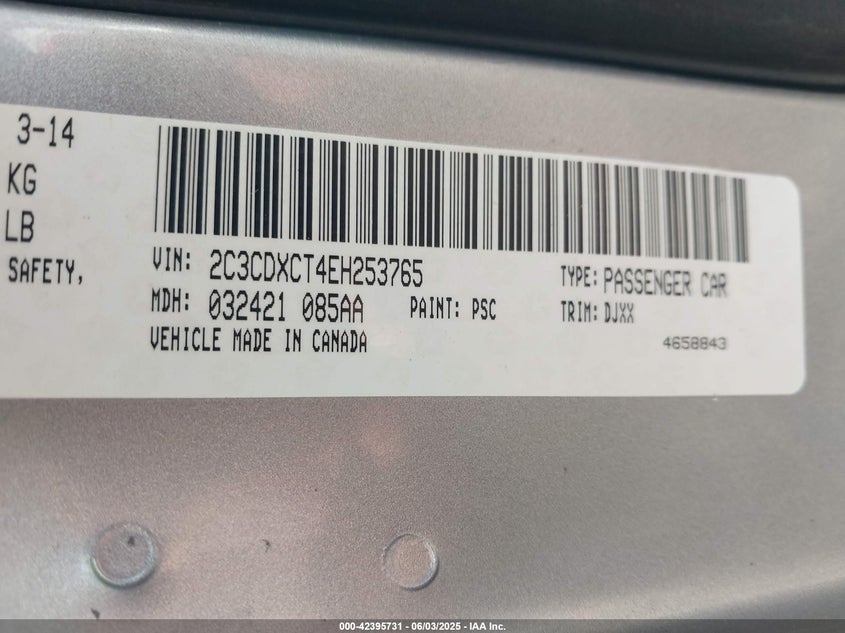 3-14
KG
LB
SAFETY,
VIN: 2C3CDXCT4EH253765
TYPE: PASSENGER CAR
MDH: 032421 085AA
PAINT: PSC
TRIM: DJXX
VEHICLE MADE IN CANADA
4658843
000-42395731 - 06/03/2025 - IAA Inc.